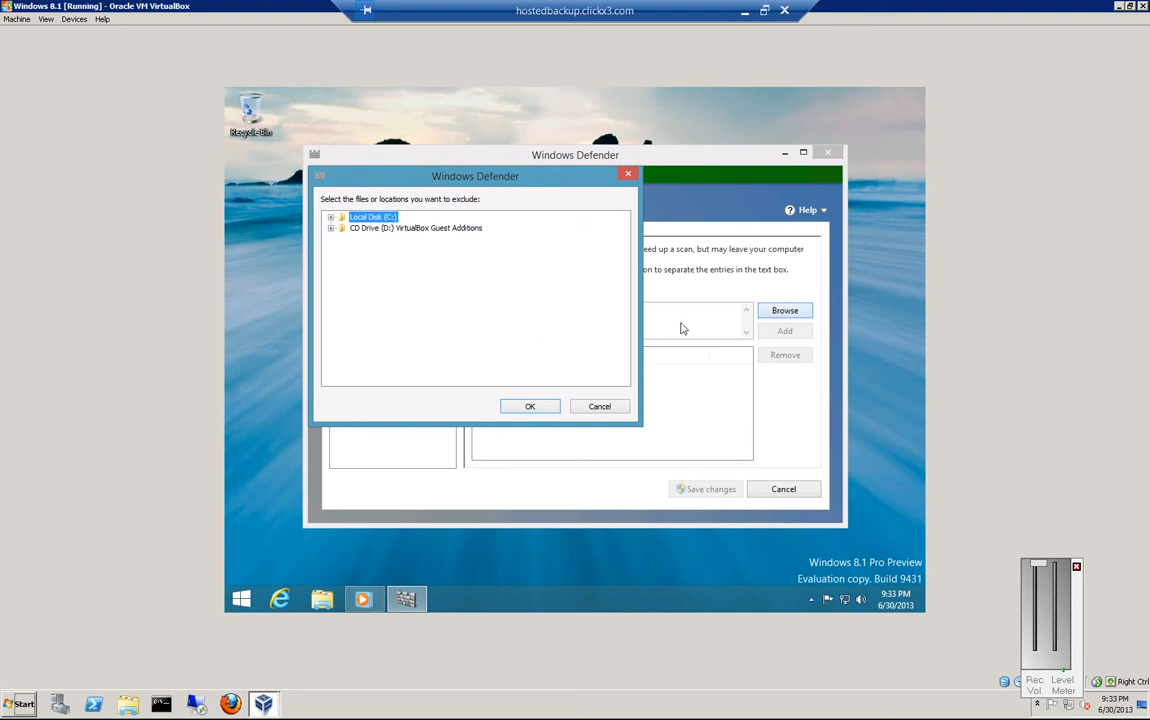 Windows 8.1 [Running] - Oracle VM VirtualBox
hostedbackup.clickx3.com
Machine View Devices Help
Recycle Bin
Windows Defender
Windows Defender
Select the files or locations you want to exclude:
Help
Local Disk (C:)
CD Drive (D:) VirtualBox Guest Additions
eed up a scan, but may leave your computer
on to separate the entries in the text box.
Browse
Add
Remove
OK Cancel
Save changes Cancel
Windows 8.1 Pro Preview
Evaluation copy. Build 9431
9:33 PM
6/30/2013
Rec. Level
Vol. Meter
Right Ctrl
Start
9:33 PM
6/30/2013